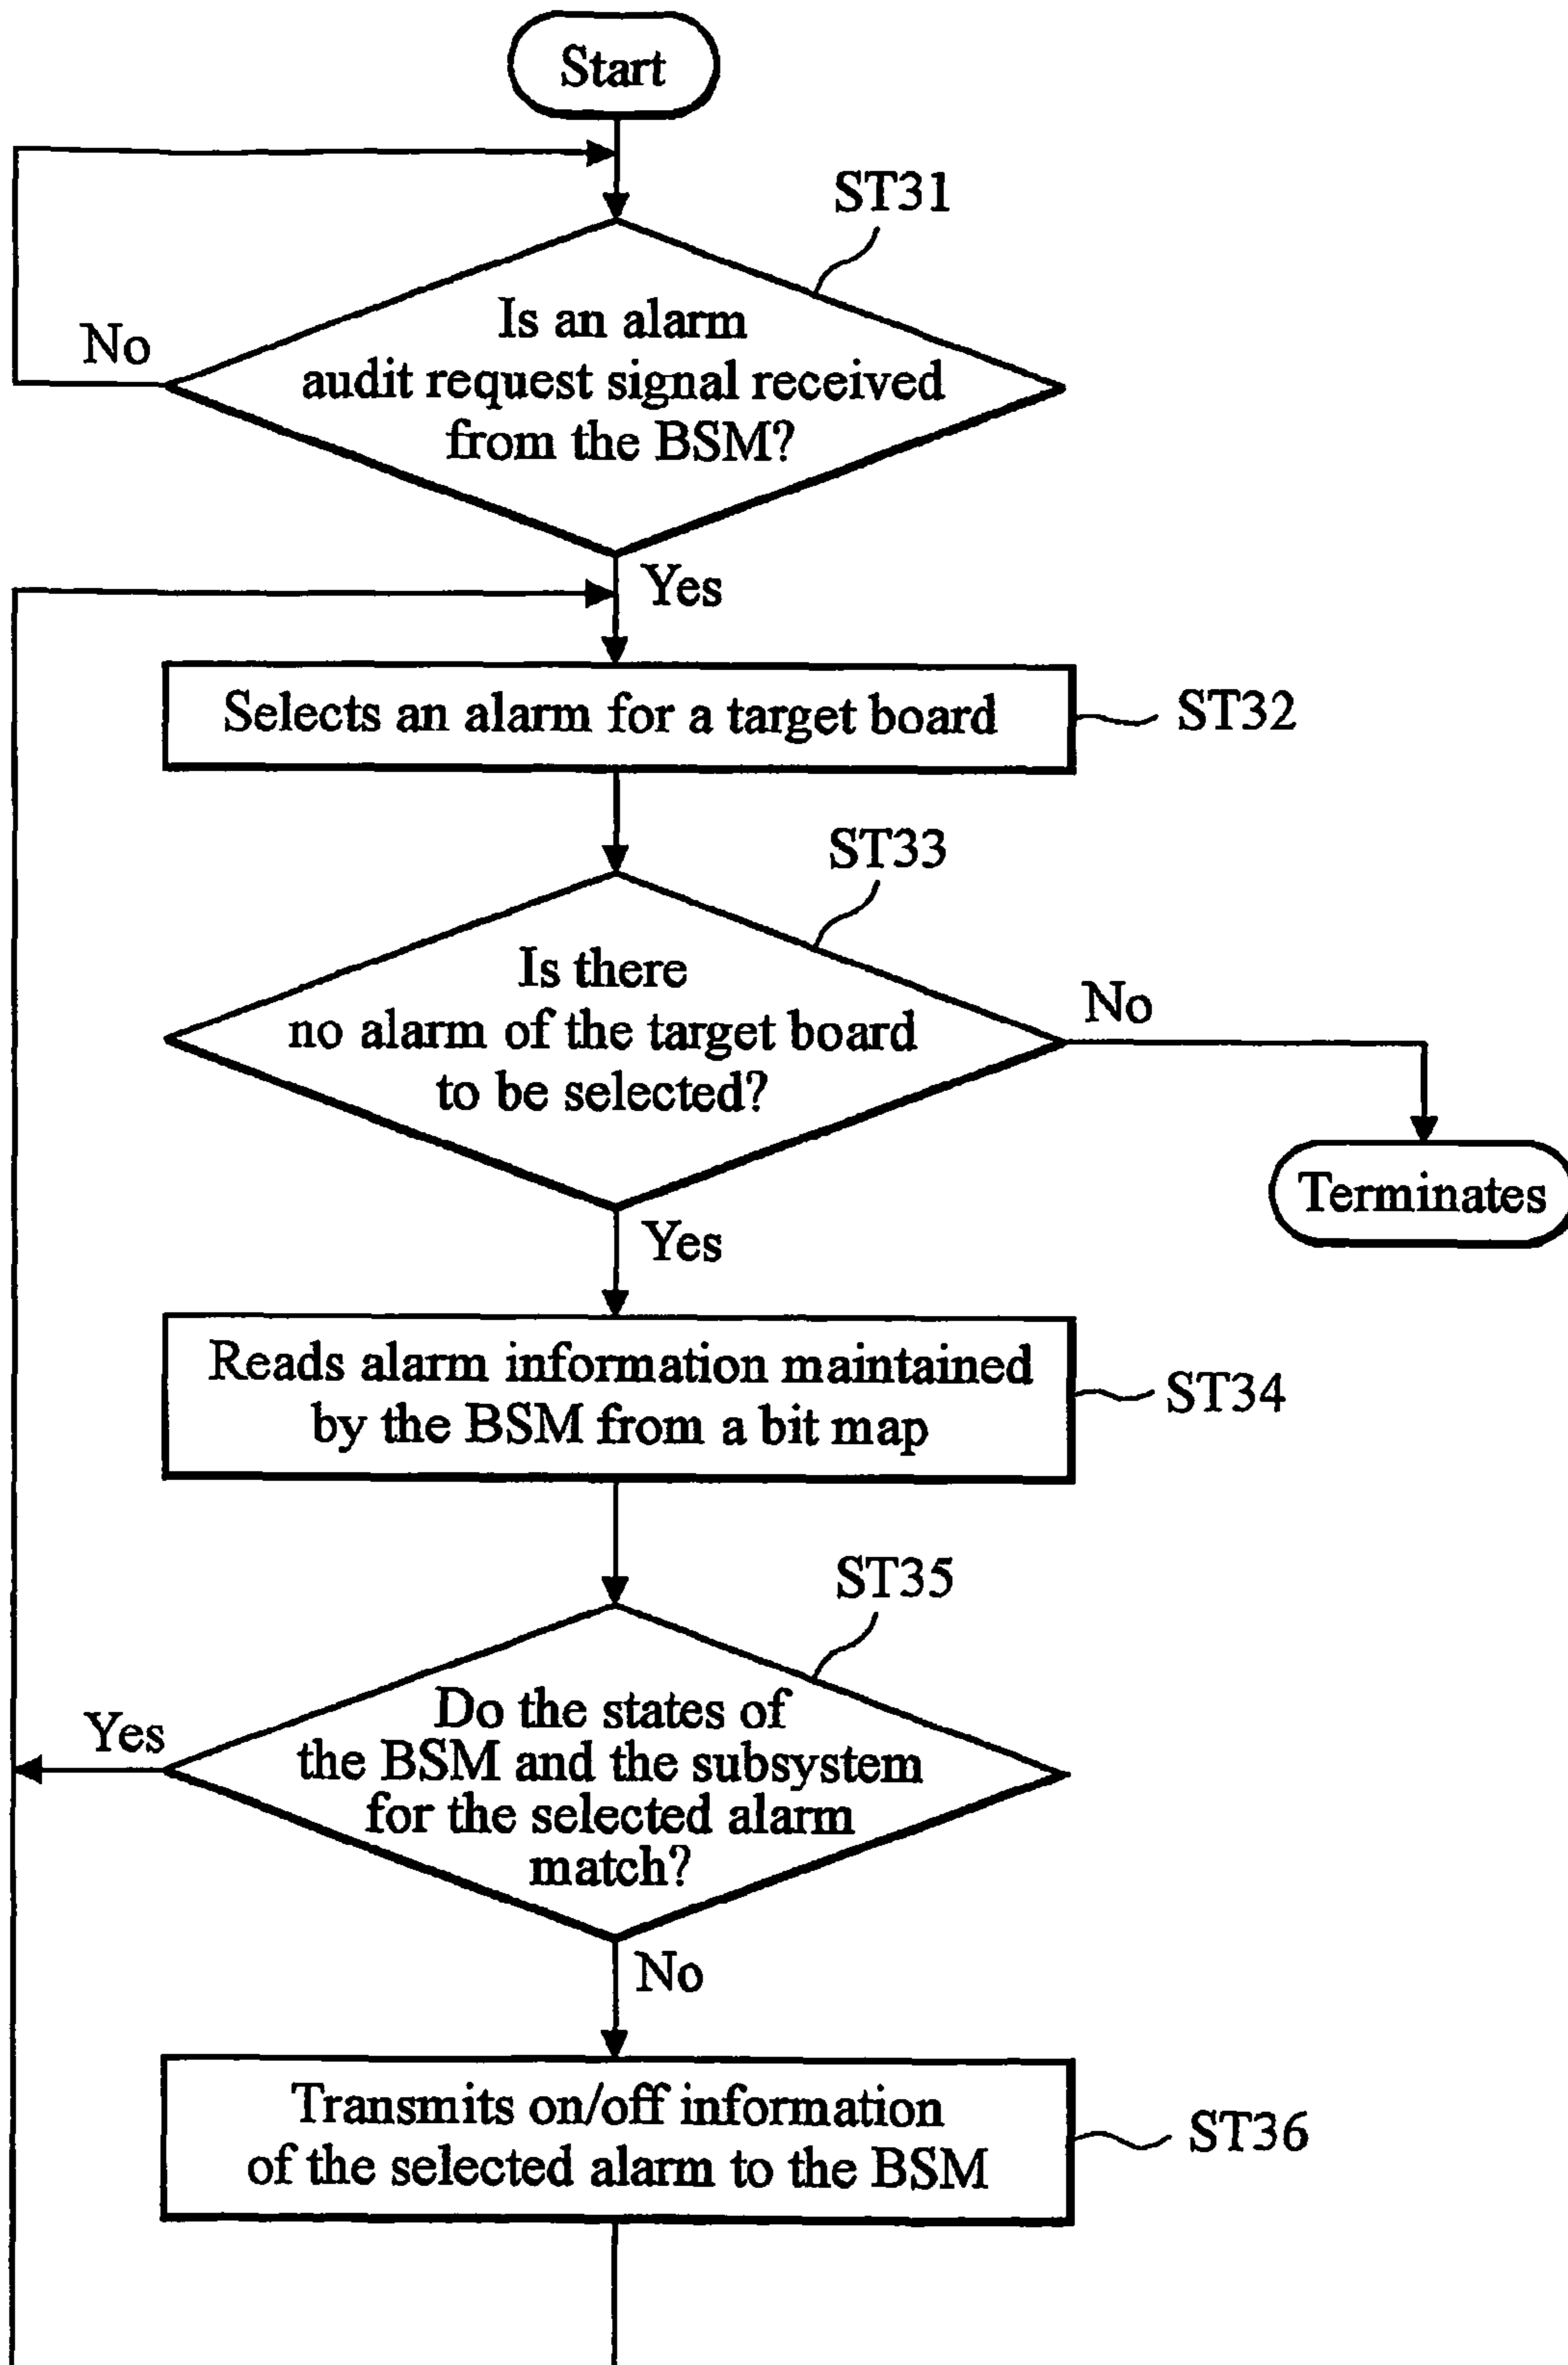 Start
ST31
Is an alarm
audit request signal received
from the BSM?
No
Yes
Selects an alarm for a target board
ST32
ST33
Is there
no alarm of the target board
to be selected?
No
Terminates
Yes
Reads alarm information maintained
by the BSM from a bit map
ST34
ST35
Do the states of
the BSM and the subsystem
for the selected alarm
match?
Yes
No
Transmits on/off information
of the selected alarm to the BSM
ST36